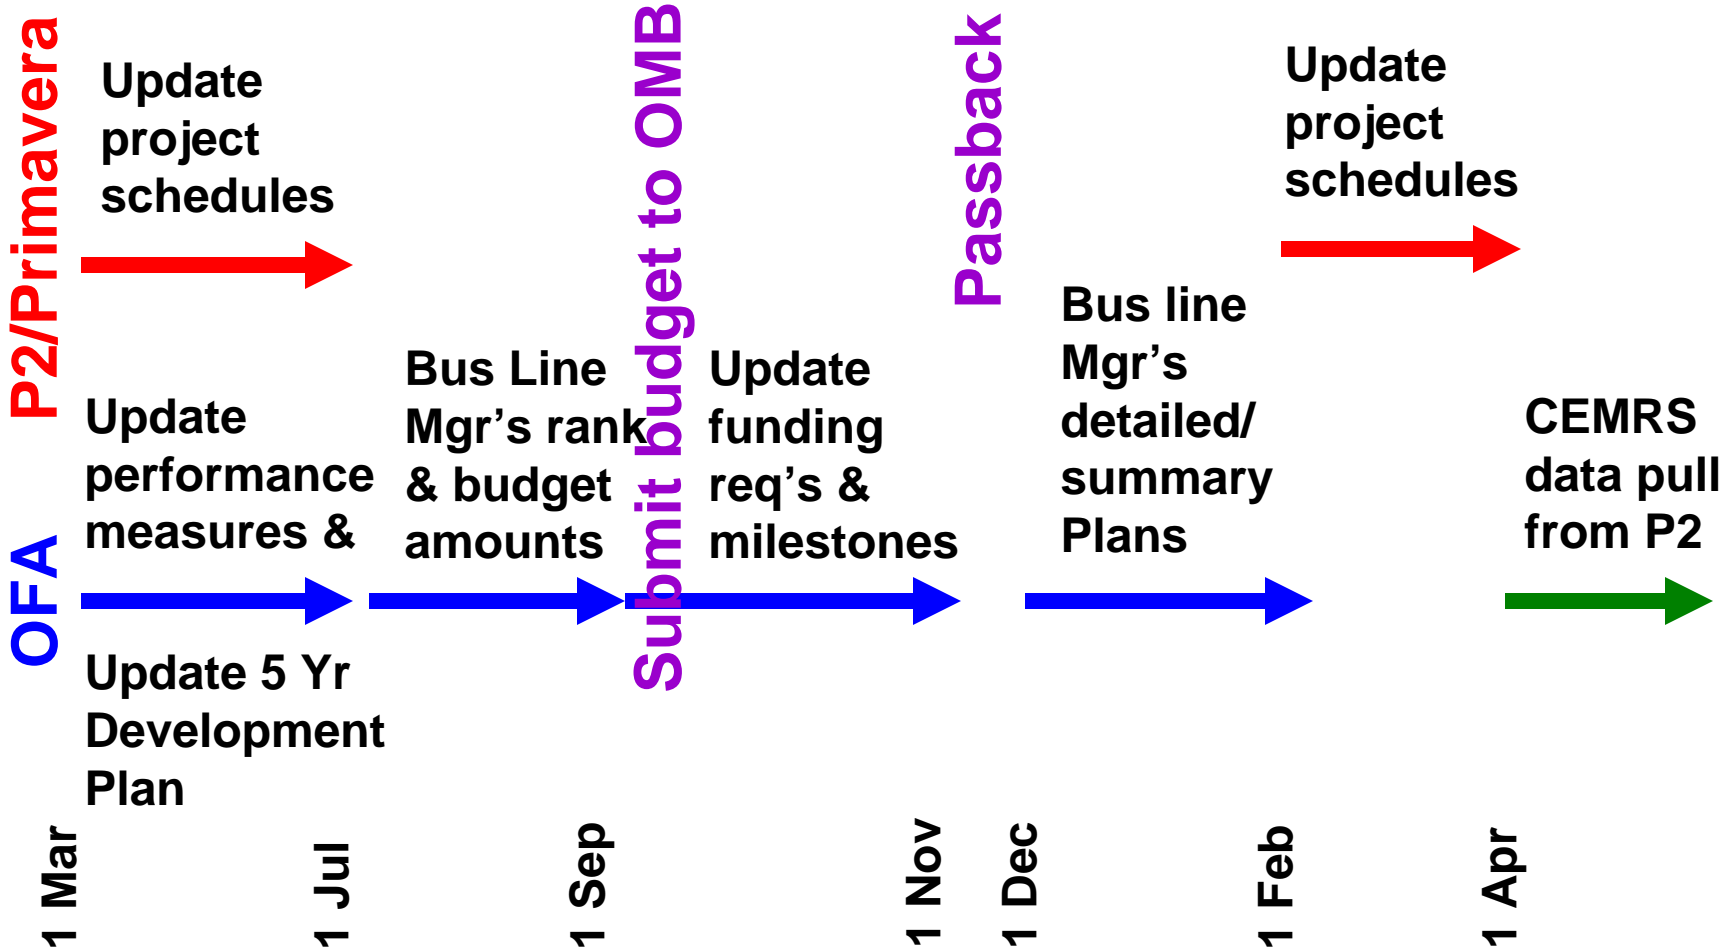 P2/Primavera
Update
project
schedules
Submit budget to OMB
Passback
Update
project
schedules
OFA
Update
performance
measures &
Bus Line
Mgr’s rank
& budget
amounts
Update
funding
req’s &
milestones
Bus line
Mgr’s
detailed/
summary
Plans
CEMRS
data pull
from P2
Update 5 Yr
Development
Plan
1 Mar
1 Jul
1 Sep
1 Nov
1 Dec
1 Feb
1 Apr